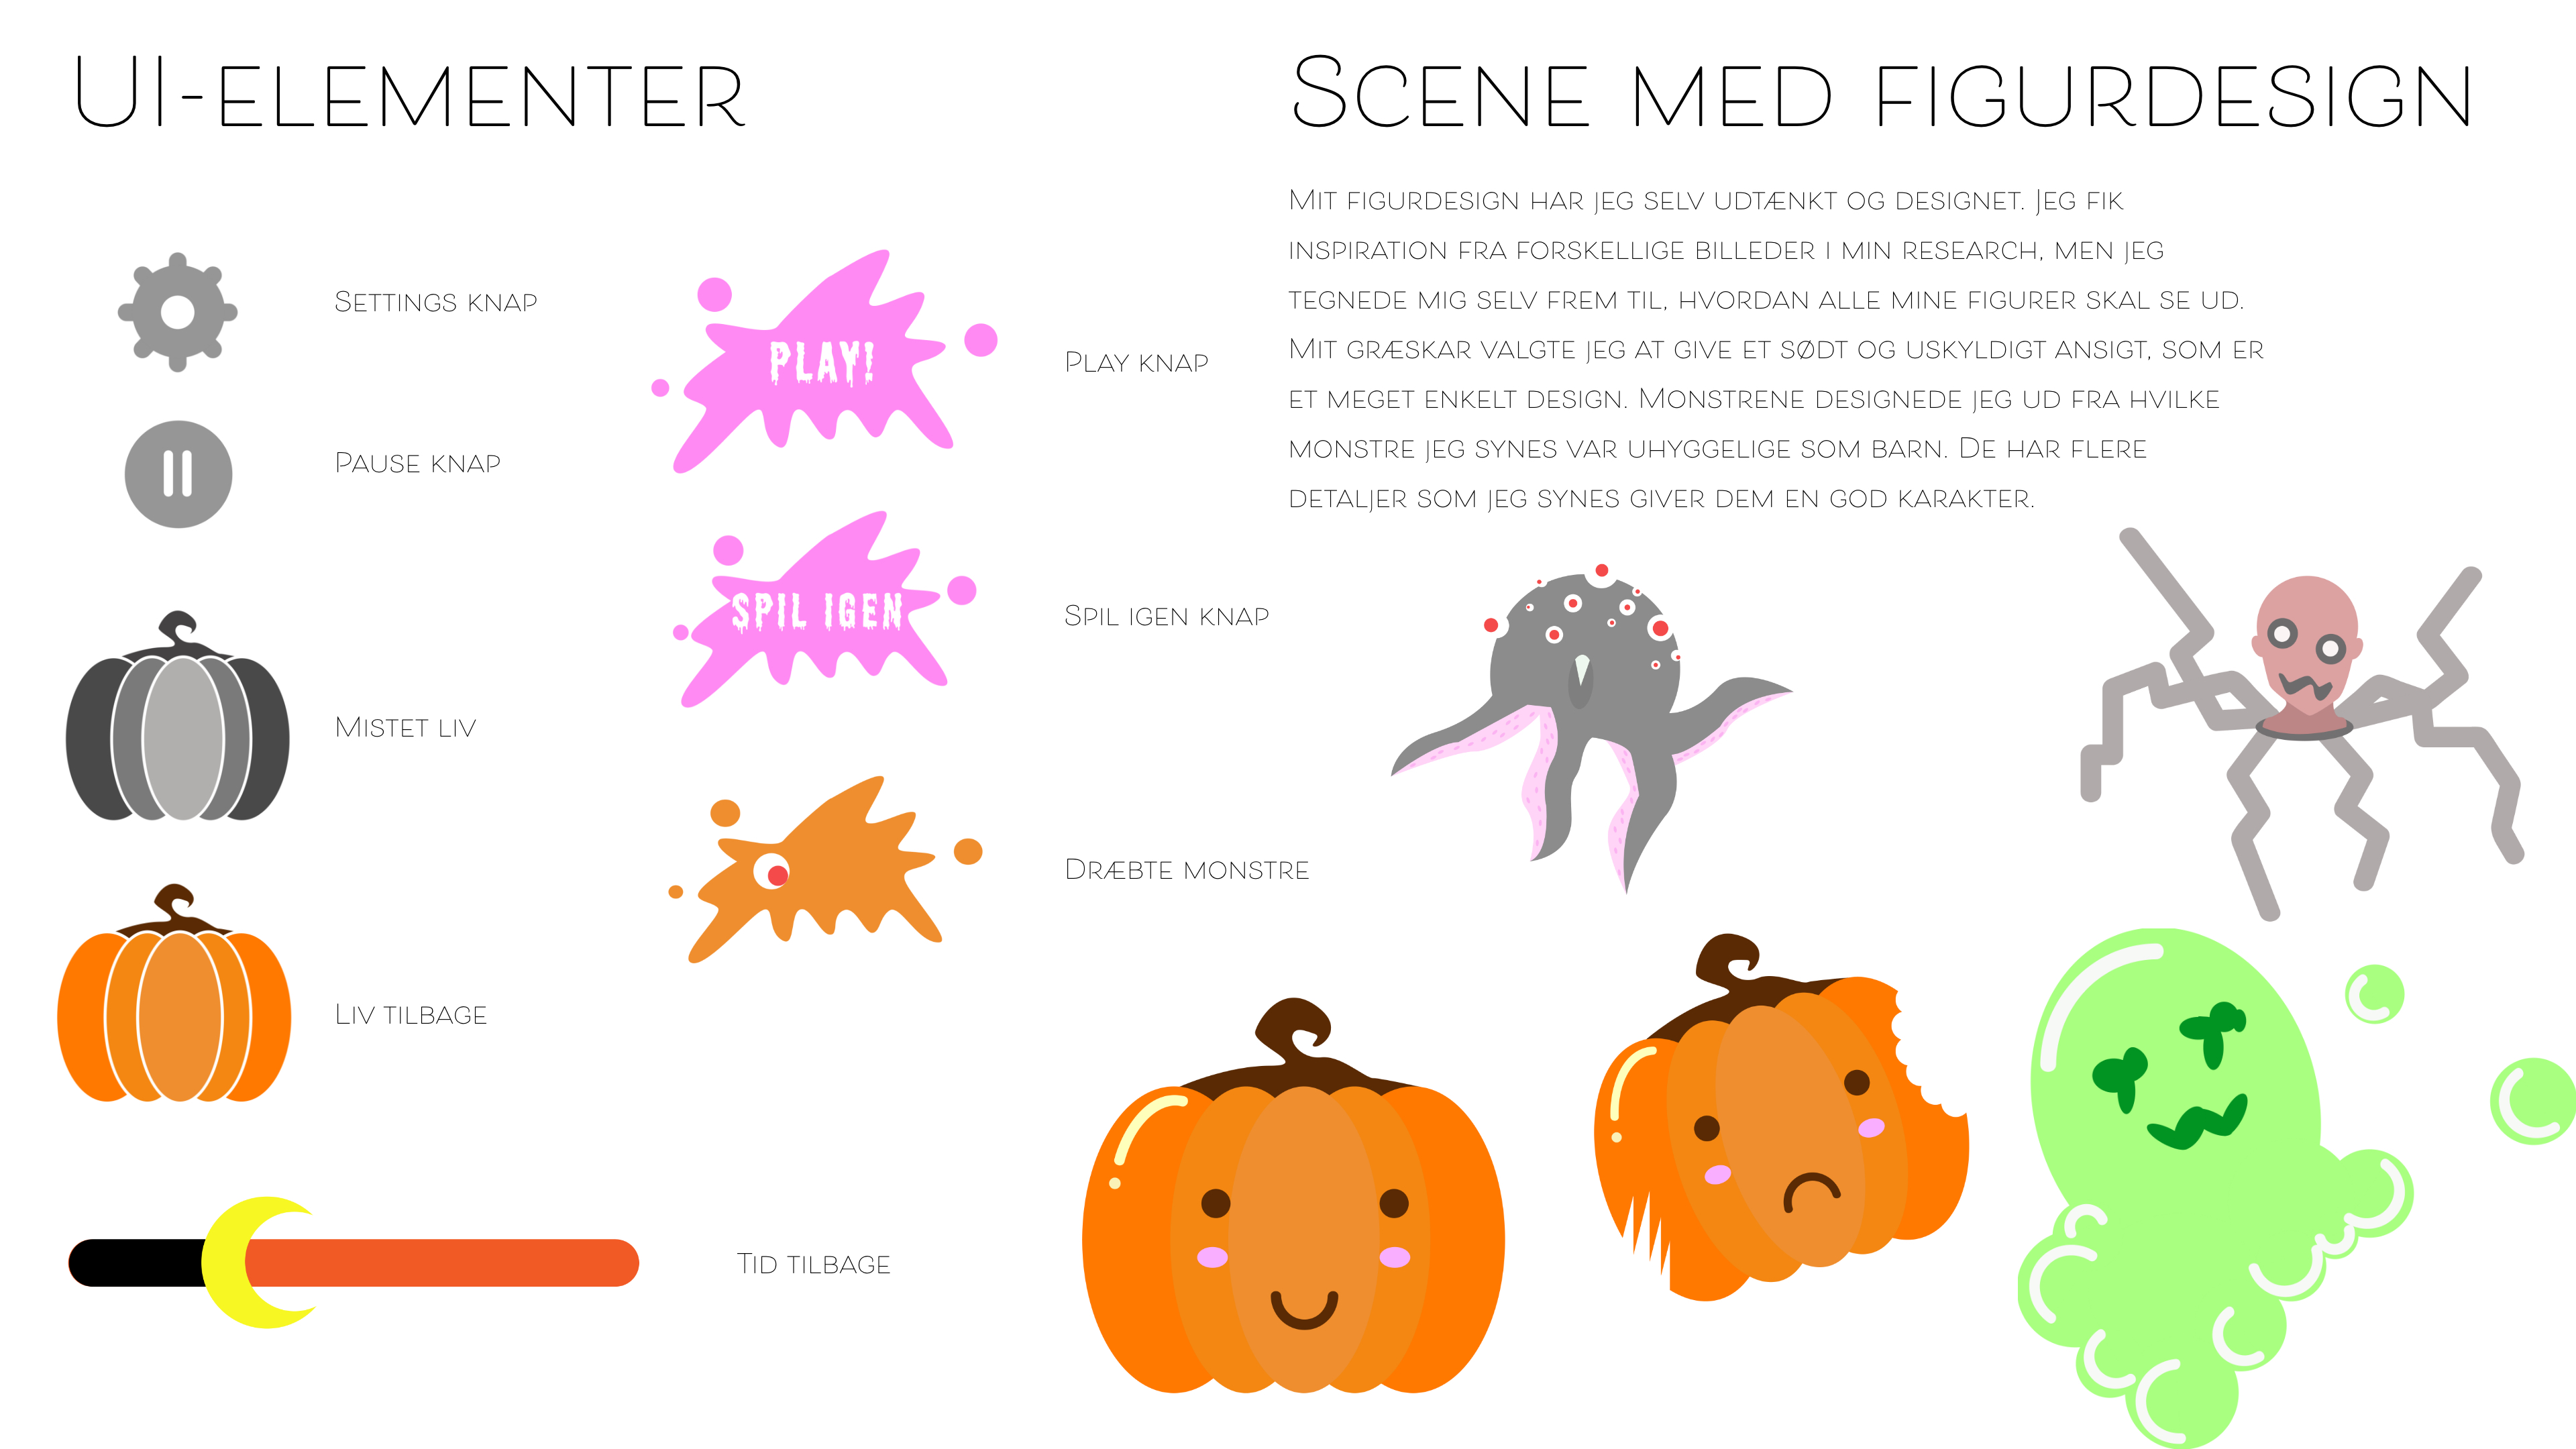 UI-elementer
Settings knap
Pause knap
Mistet liv
Liv tilbage
Tid tilbage
PLAY!
Play knap
SPIL IGEN
Spil igen knap
Dræbte monstre
Scene med figurdesign
Mit figurdesign har jeg selv udtænkt og designet. Jeg fik
inspiration fra forskellige billeder i min research, men jeg
tegnede mig selv frem til, hvordan alle mine figurer skal se ud.
Mit græskar valgte jeg at give et sødt og uskyldigt ansigt, som er
et meget enkelt design. Monstrene designede jeg ud fra hvilke
monstre jeg synes var uhyggelige som barn. De har flere
detaljer som jeg synes giver dem en god karakter.